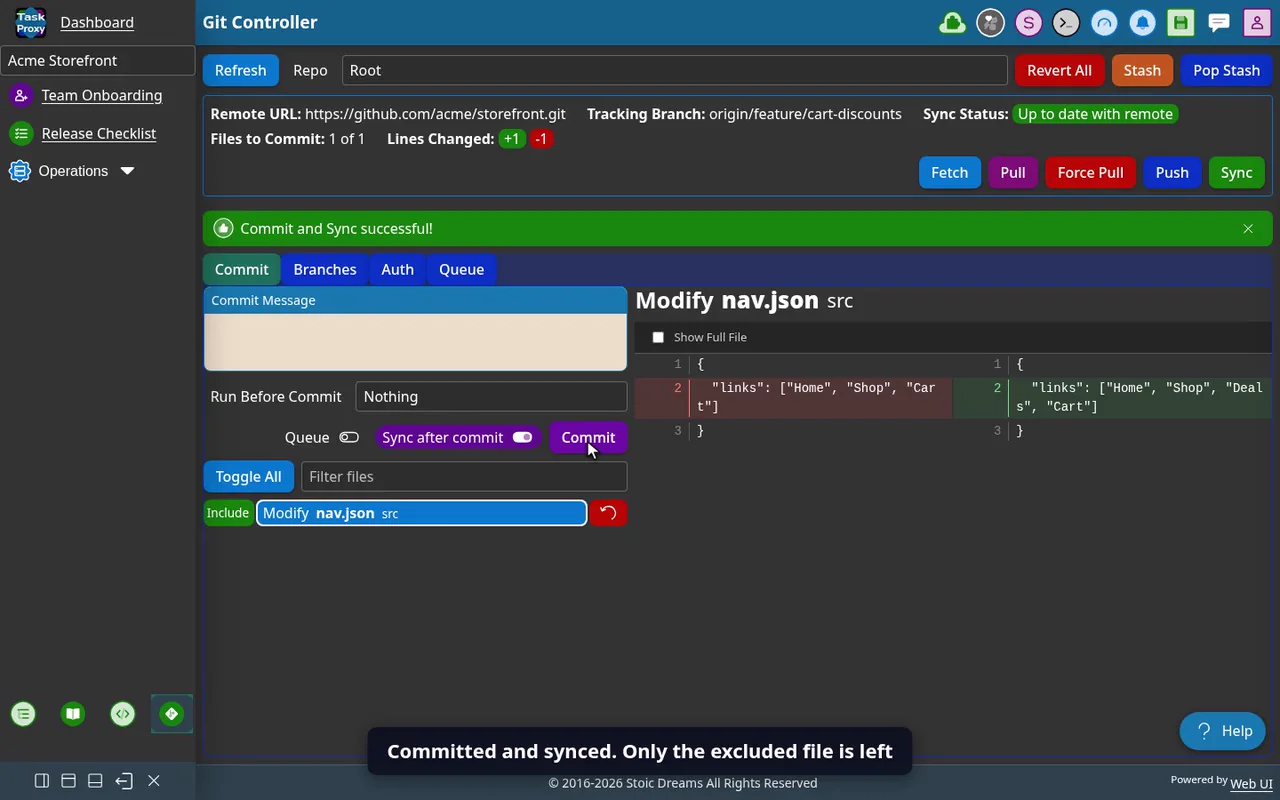 Task Proxy
Dashboard
Git Controller
S
Acme Storefront
Team Onboarding
Release Checklist
Operations
Refresh
Repo
Root
Revert All
Stash
Pop Stash
Remote URL: https://github.com/acme/storefront.git
Tracking Branch: origin/feature/cart-discounts
Sync Status: Up to date with remote
Files to Commit: 1 of 1
Lines Changed: +1 -1
Fetch
Pull
Force Pull
Push
Sync
Commit and Sync successful!
Commit
Branches
Auth
Queue
Commit Message
Run Before Commit
Nothing
Queue
Sync after commit
Commit
Toggle All
Filter files
Include
Modify nav.json src
Modify nav.json src
Show Full File
1 {
2 "links": ["Home", "Shop", "Car
t"]
3 }
1 {
2 "links": ["Home", "Shop", "Deal
s", "Cart"]
3 }
Help
Committed and synced. Only the excluded file is left
© 2016-2026 Stoic Dreams All Rights Reserved
Powered by Web UI